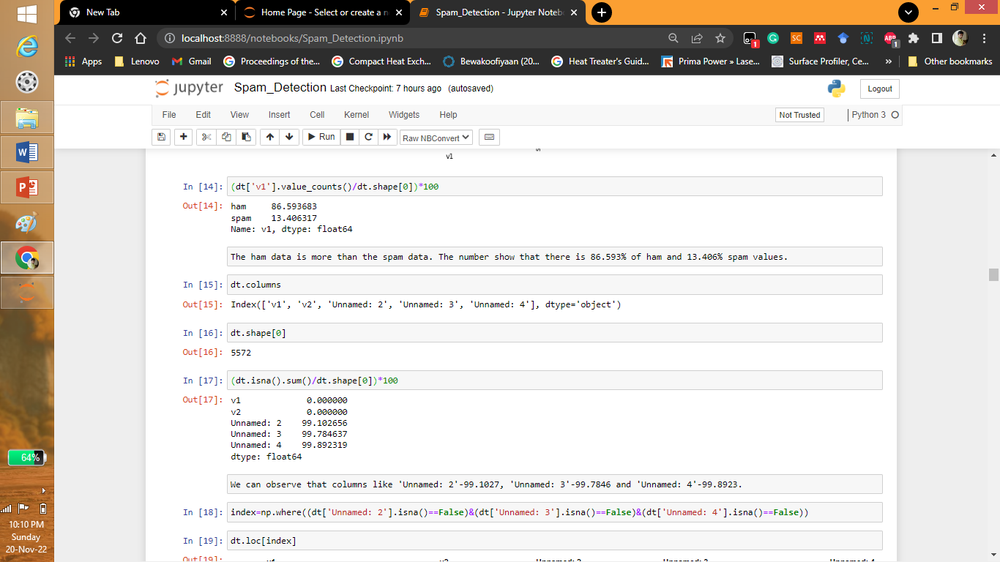 New Tab
Home Page - Select or create a n
Spam_Detection - Jupyter Noteb
localhost:8888/notebooks/Spam_Detection.ipynb
Apps Lenovo Gmail Proceedings of the... Compact Heat Exch... Bewakoofiyaan (20... Heat Treater's Guid... Prima Power » Lase... Surface Profiler, Ce... » Other bookmarks
jupyter Spam_Detection Last Checkpoint: 7 hours ago (autosaved) Logout
File Edit View Insert Cell Kernel Widgets Help Not Trusted Python 3
Run Raw NBConvert
v1
In [14]: (dt['v1'].value_counts()/dt.shape[0])*100
Out[14]: ham 86.593683
spam 13.406317
Name: v1, dtype: float64
The ham data is more than the spam data. The number show that there is 86.593% of ham and 13.406% spam values.
In [15]: dt.columns
Out[15]: Index(['v1', 'v2', 'Unnamed: 2', 'Unnamed: 3', 'Unnamed: 4'], dtype='object')
In [16]: dt.shape[0]
Out[16]: 5572
In [17]: (dt.isna().sum()/dt.shape[0])*100
Out[17]: v1 0.000000
v2 0.000000
Unnamed: 2 99.102656
Unnamed: 3 99.784637
Unnamed: 4 99.892319
dtype: float64
We can observe that columns like 'Unnamed: 2'-99.1027, 'Unnamed: 3'-99.7846 and 'Unnamed: 4'-99.8923.
In [18]: index=np.where((dt['Unnamed: 2'].isna()==False)&(dt['Unnamed: 3'].isna()==False)&(dt['Unnamed: 4'].isna()==False))
In [19]: dt.loc[index]
Out[19]: v1 v2 Unnamed: 2 Unnamed: 3 Unnamed: 4
64%
10:10 PM
Sunday
20-Nov-22